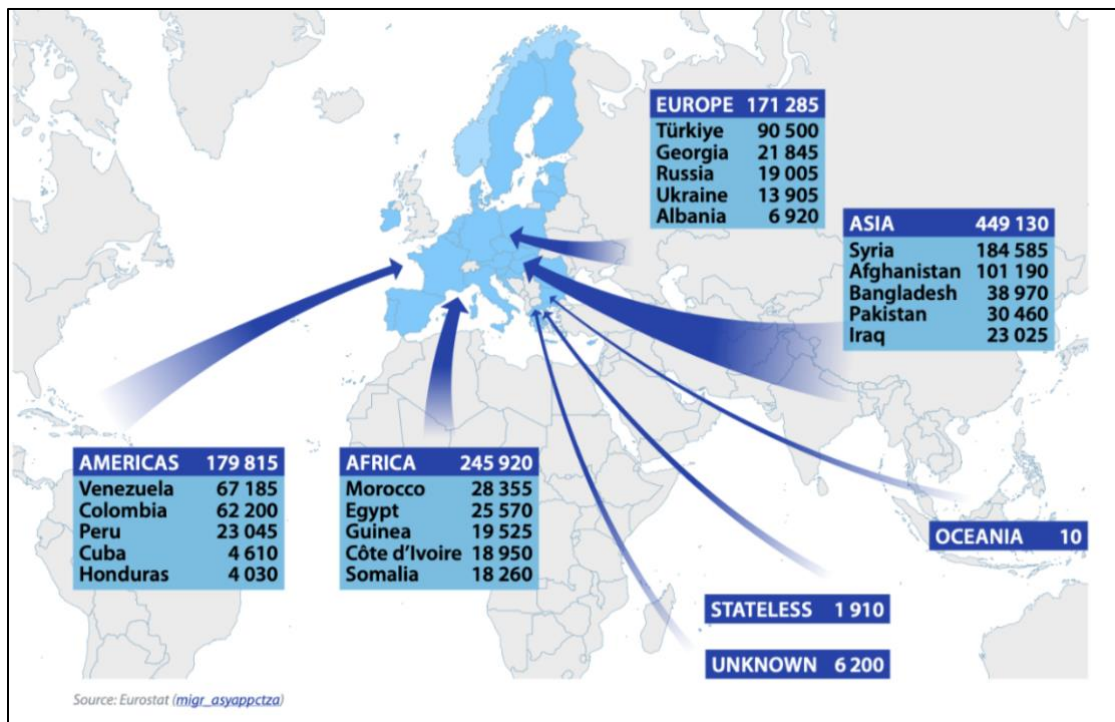 EUROPE 171 285
Türkiye 90 500
Georgia 21 845
Russia 19 005
Ukraine 13 905
Albania 6 920
ASIA 449 130
Syria 184 585
Afghanistan 101 190
Bangladesh 38 970
Pakistan 30 460
Iraq 23 025
AMERICAS 179 815
Venezuela 67 185
Colombia 62 200
Peru 23 045
Cuba 4 610
Honduras 4 030
AFRICA 245 920
Morocco 28 355
Egypt 25 570
Guinea 19 525
Côte d’Ivoire 18 950
Somalia 18 260
OCEANIA 10
STATELESS 1 910
UNKNOWN 6 200
Source: Eurostat (migr_asyappctza)